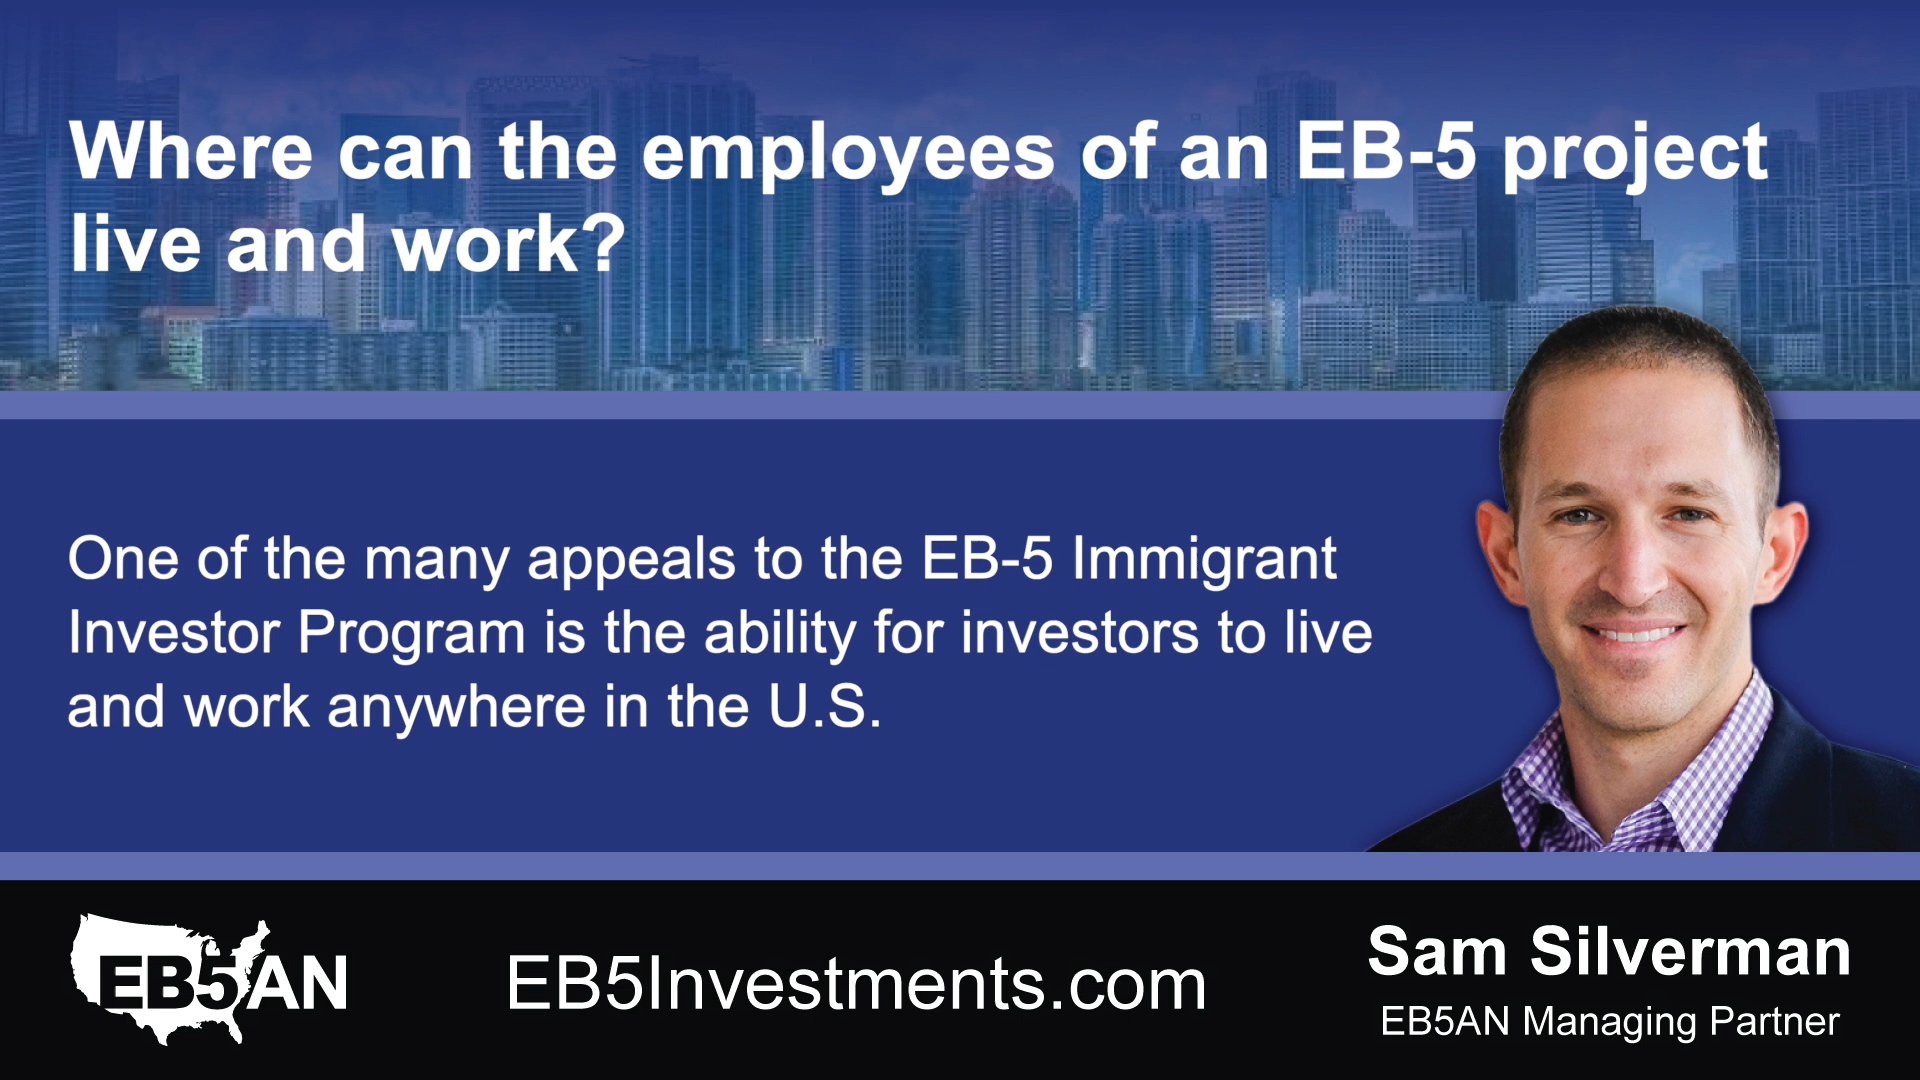 Where can the employees of an EB-5 project
live and work?
One of the many appeals to the EB-5 Immigrant
Investor Program is the ability for investors to live
and work anywhere in the U.S.
EB5AN
EB5Investments.com
Sam Silverman
EB5AN Managing Partner